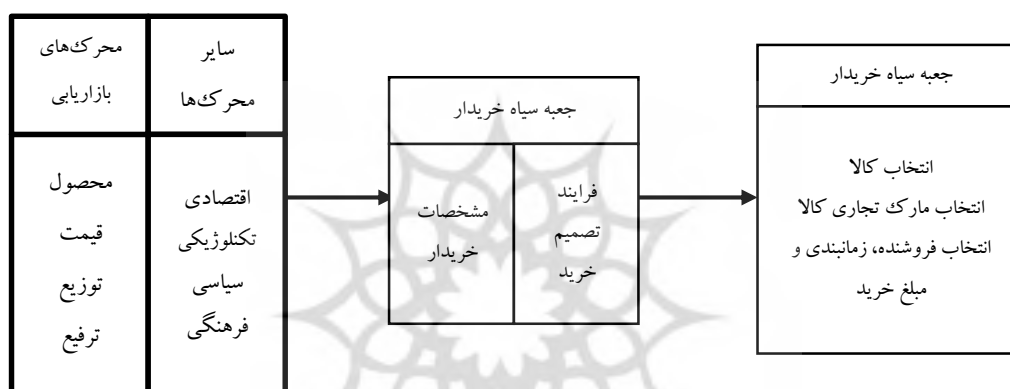 محرک‌های
بازاریابی
سایر
محرک‌ها
محصول
قیمت
توزیع
ترفیع
اقتصادی
تکنلوژیکی
سیاسی
فرهنگی
جعبه سیاه خریدار
مشخصات
خریدار
فرایند
تصمیم
خرید
جعبه سیاه خریدار
انتخاب کالا
انتخاب مارک تجاری کالا
انتخاب فروشنده، زمانبندی و
مبلغ خرید